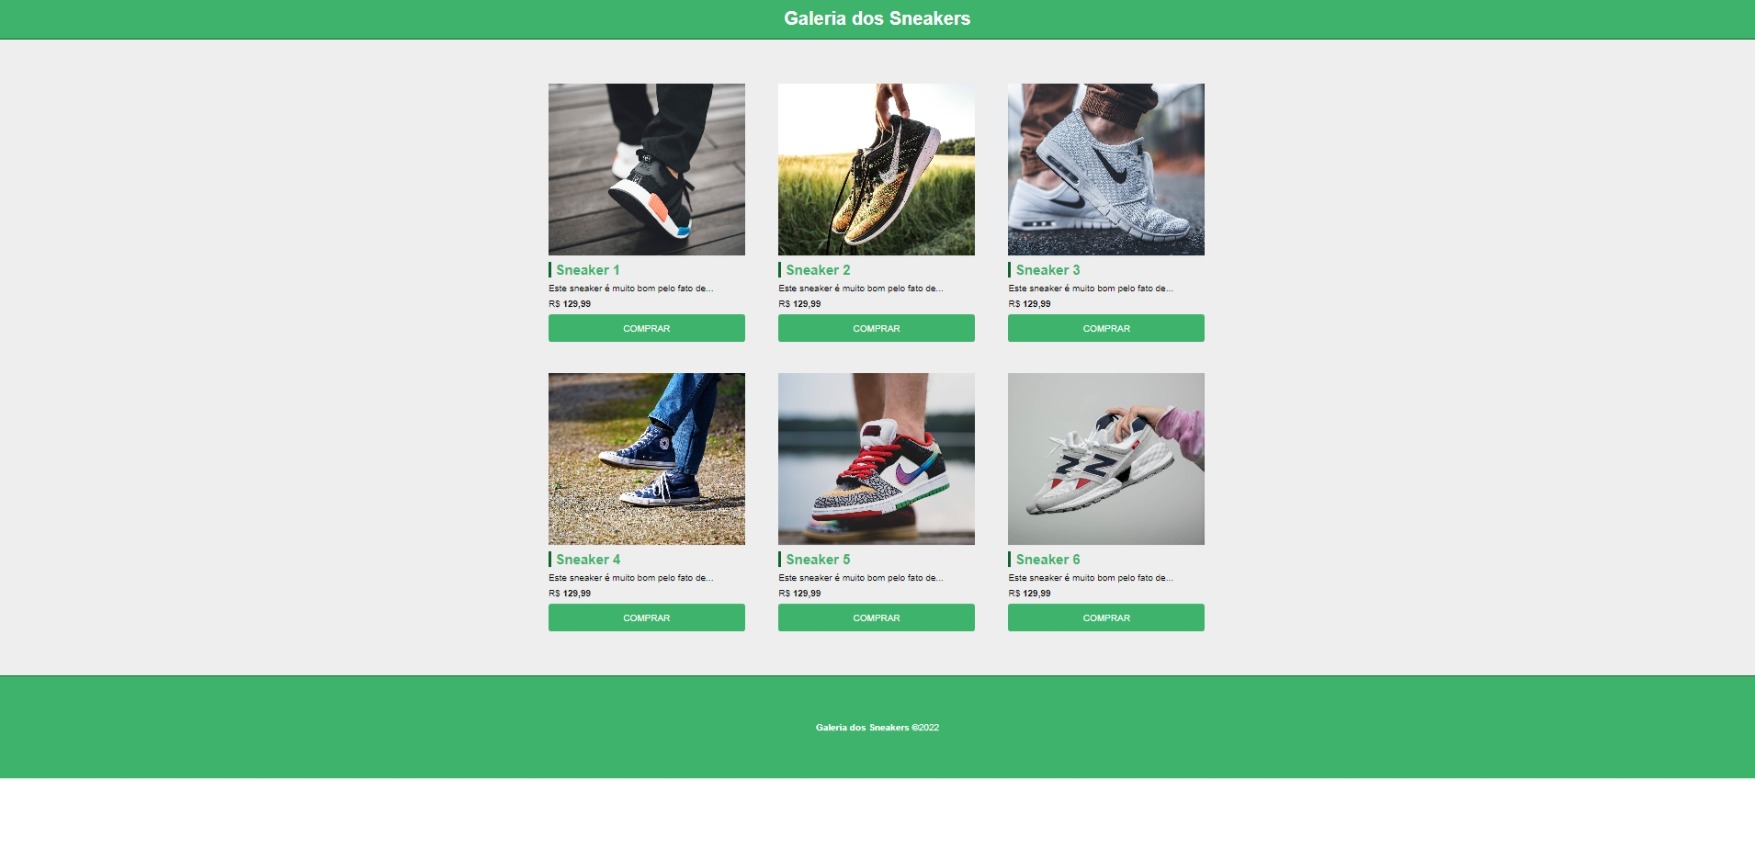 Galeria dos Sneakers
Sneaker 1
Este sneaker é muito bom pelo fato de...
R$ 129,99
COMPRAR
Sneaker 2
Este sneaker é muito bom pelo fato de...
R$ 129,99
COMPRAR
Sneaker 3
Este sneaker é muito bom pelo fato de...
R$ 129,99
COMPRAR
Sneaker 4
Este sneaker é muito bom pelo fato de...
R$ 129,99
COMPRAR
Sneaker 5
Este sneaker é muito bom pelo fato de...
R$ 129,99
COMPRAR
Sneaker 6
Este sneaker é muito bom pelo fato de...
R$ 129,99
COMPRAR
Galeria dos Sneakers ©2022